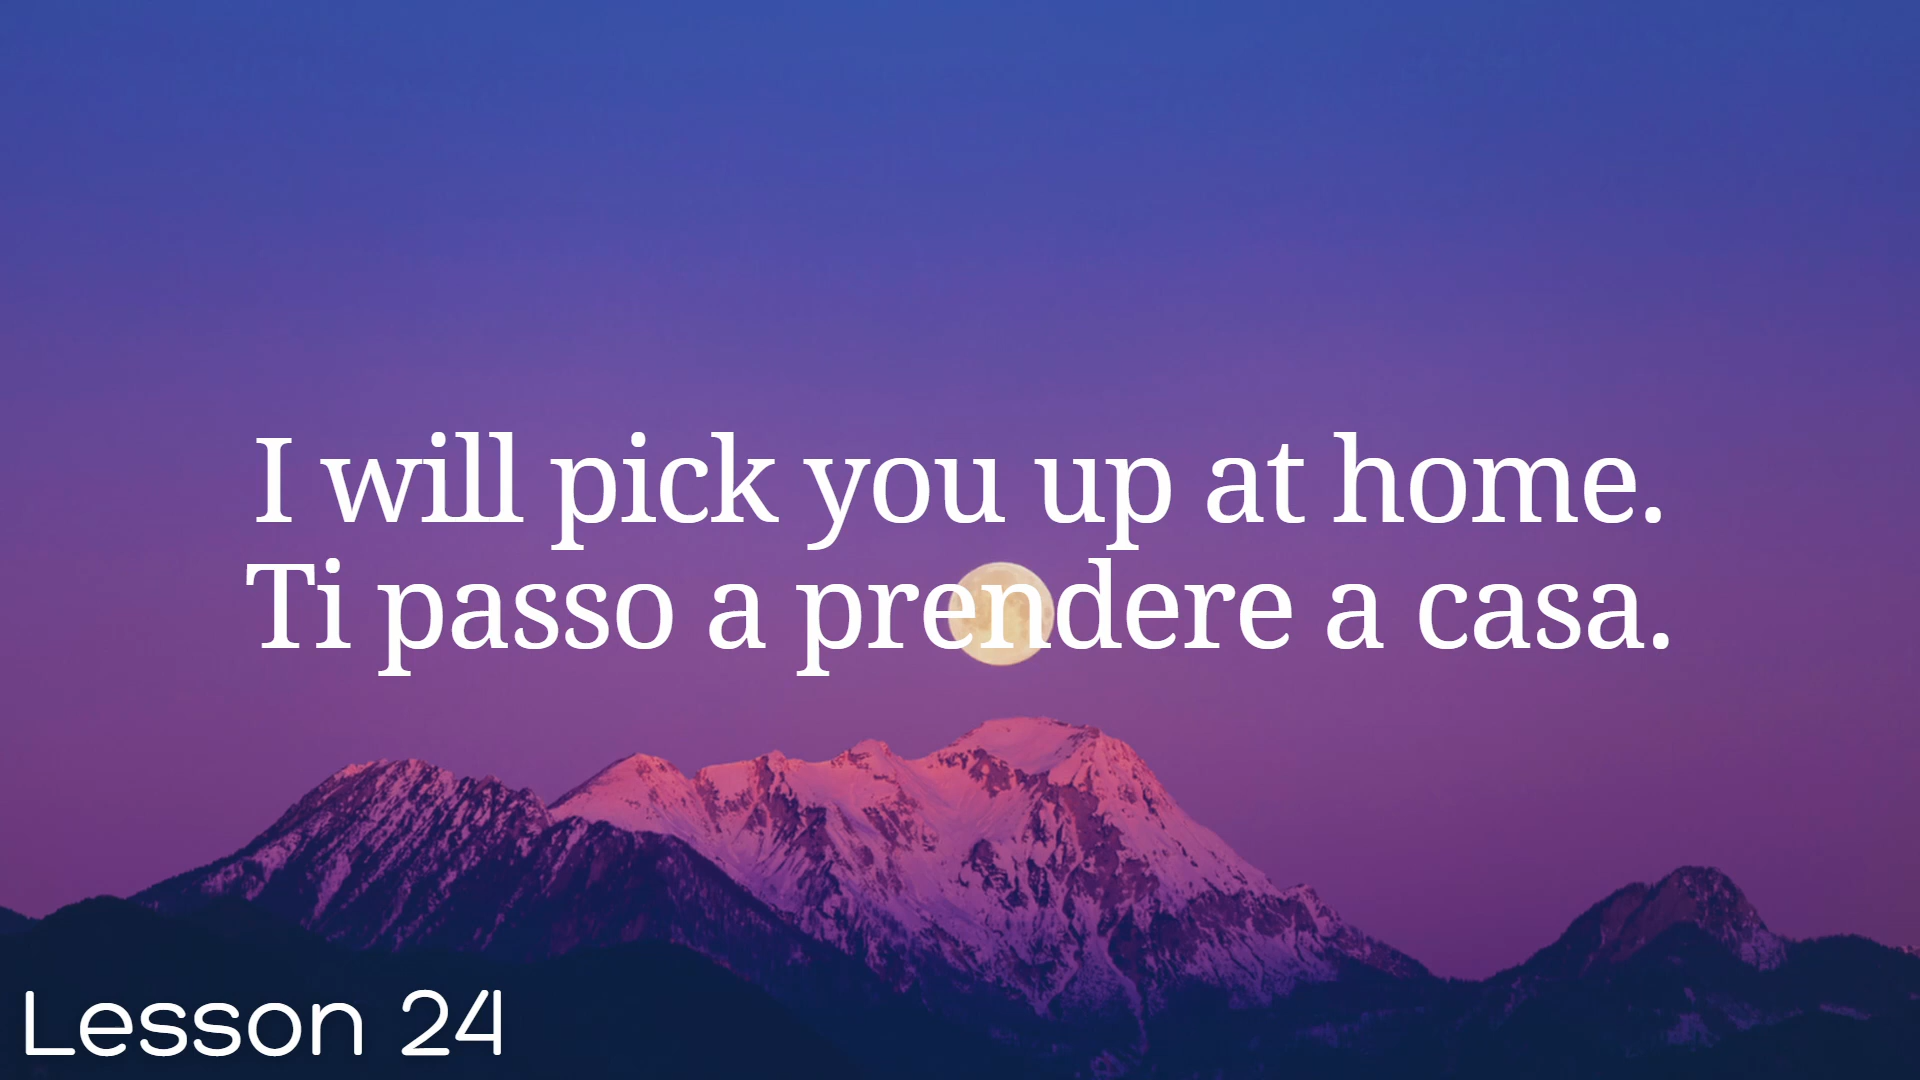 I will pick you up at home.
Ti passo a prendere a casa.
Lesson 24